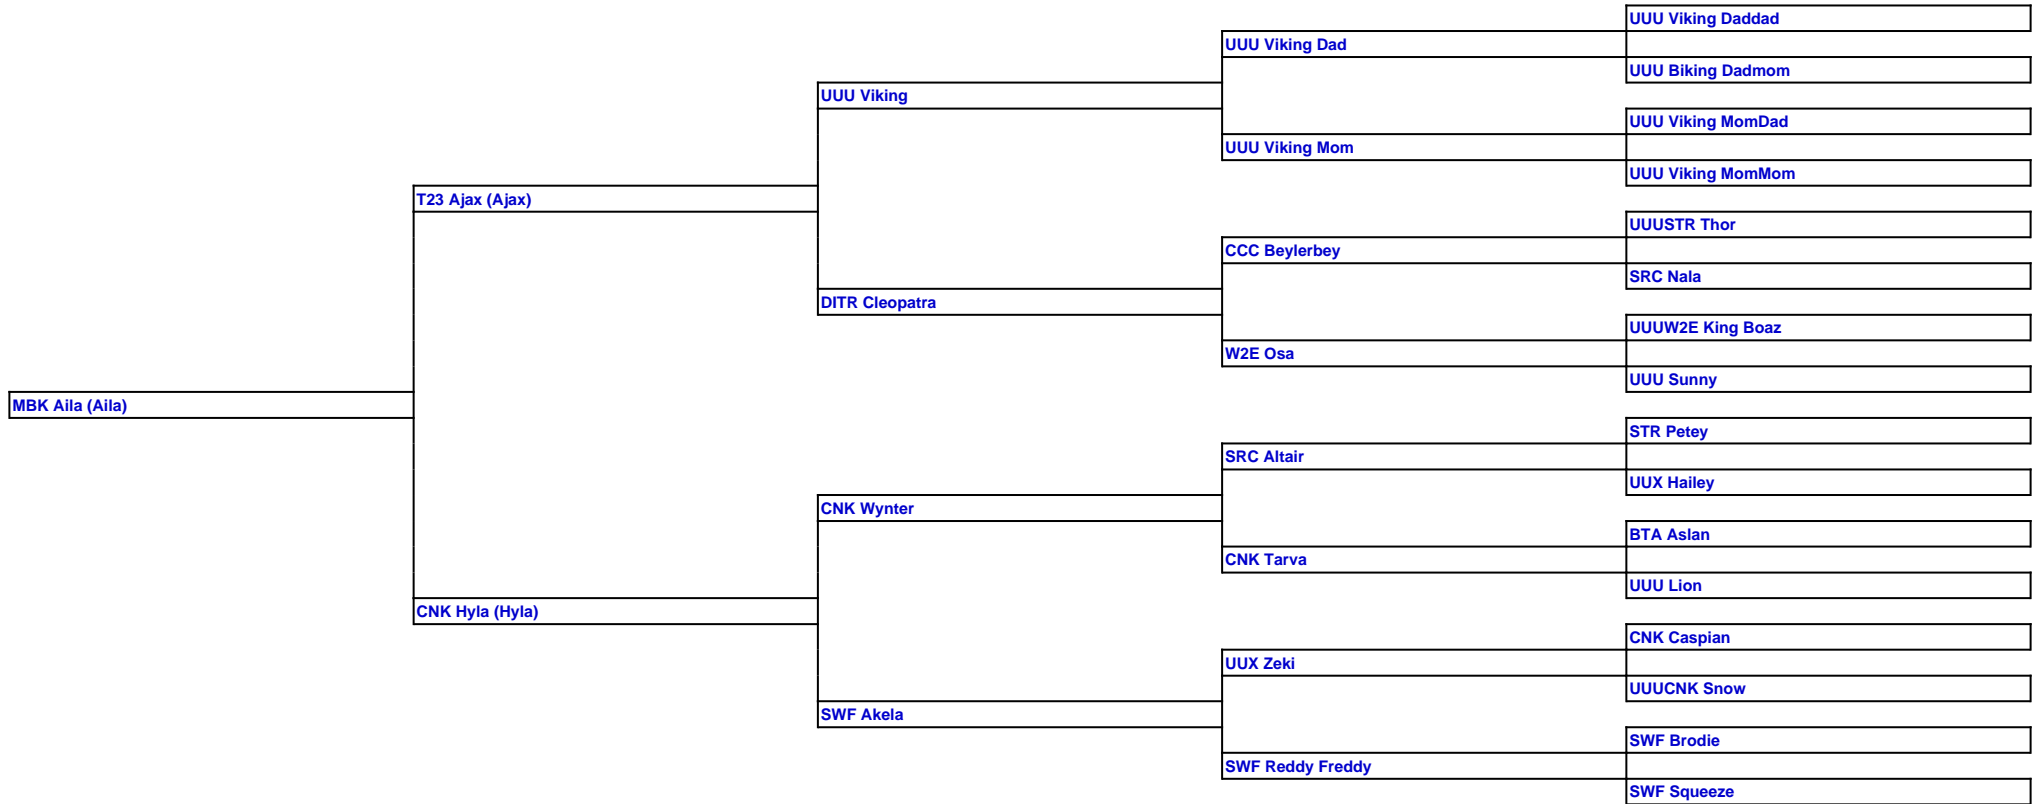 UUU Viking Daddad
UUU Viking Dad
UUU Biking Dadmom
UUU Viking
UUU Viking MomDad
UUU Viking Mom
UUU Viking MomMom
T23 Ajax (Ajax)
UUUSTR Thor
CCC Beylerbey
SRC Nala
DITR Cleopatra
UUUW2E King Boaz
W2E Osa
UUU Sunny
MBK Aila (Aila)
STR Petey
SRC Altair
UUX Hailey
CNK Wynter
BTA Aslan
CNK Tarva
UUU Lion
CNK Hyla (Hyla)
CNK Caspian
UUX Zeki
UUUCNK Snow
SWF Akela
SWF Brodie
SWF Reddy Freddy
SWF Squeeze